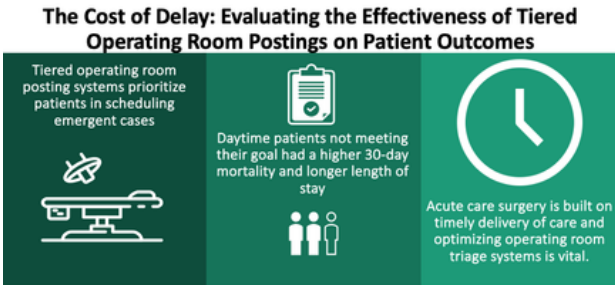 The Cost of Delay: Evaluating the Effectiveness of Tiered
Operating Room Postings on Patient Outcomes
Tiered operating room
posting systems prioritize
patients in scheduling
emergent cases
Daytime patients not meeting
their goal had a higher 30-day
mortality and longer length of
stay
Acute care surgery is built on
timely delivery of care and
optimizing operating room
triage systems is vital.